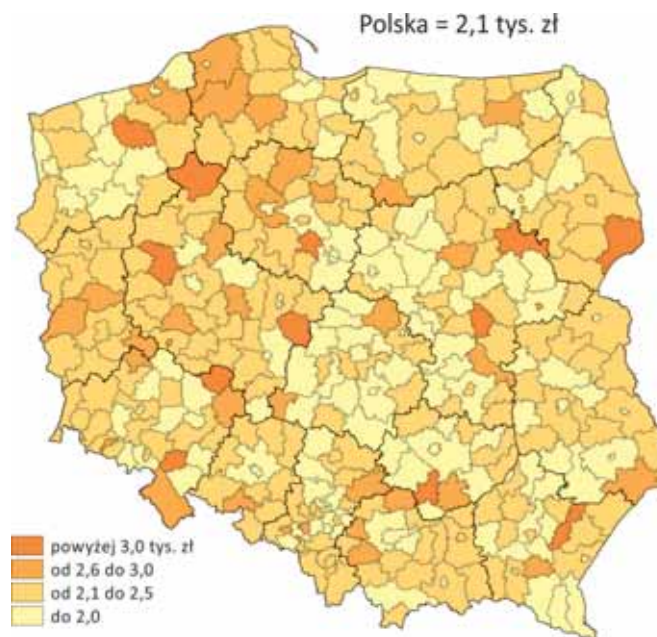 Polska = 2,1 tys. zł
powyżej 3,0 tys. zł
od 2,6 do 3,0
od 2,1 do 2,5
do 2,0